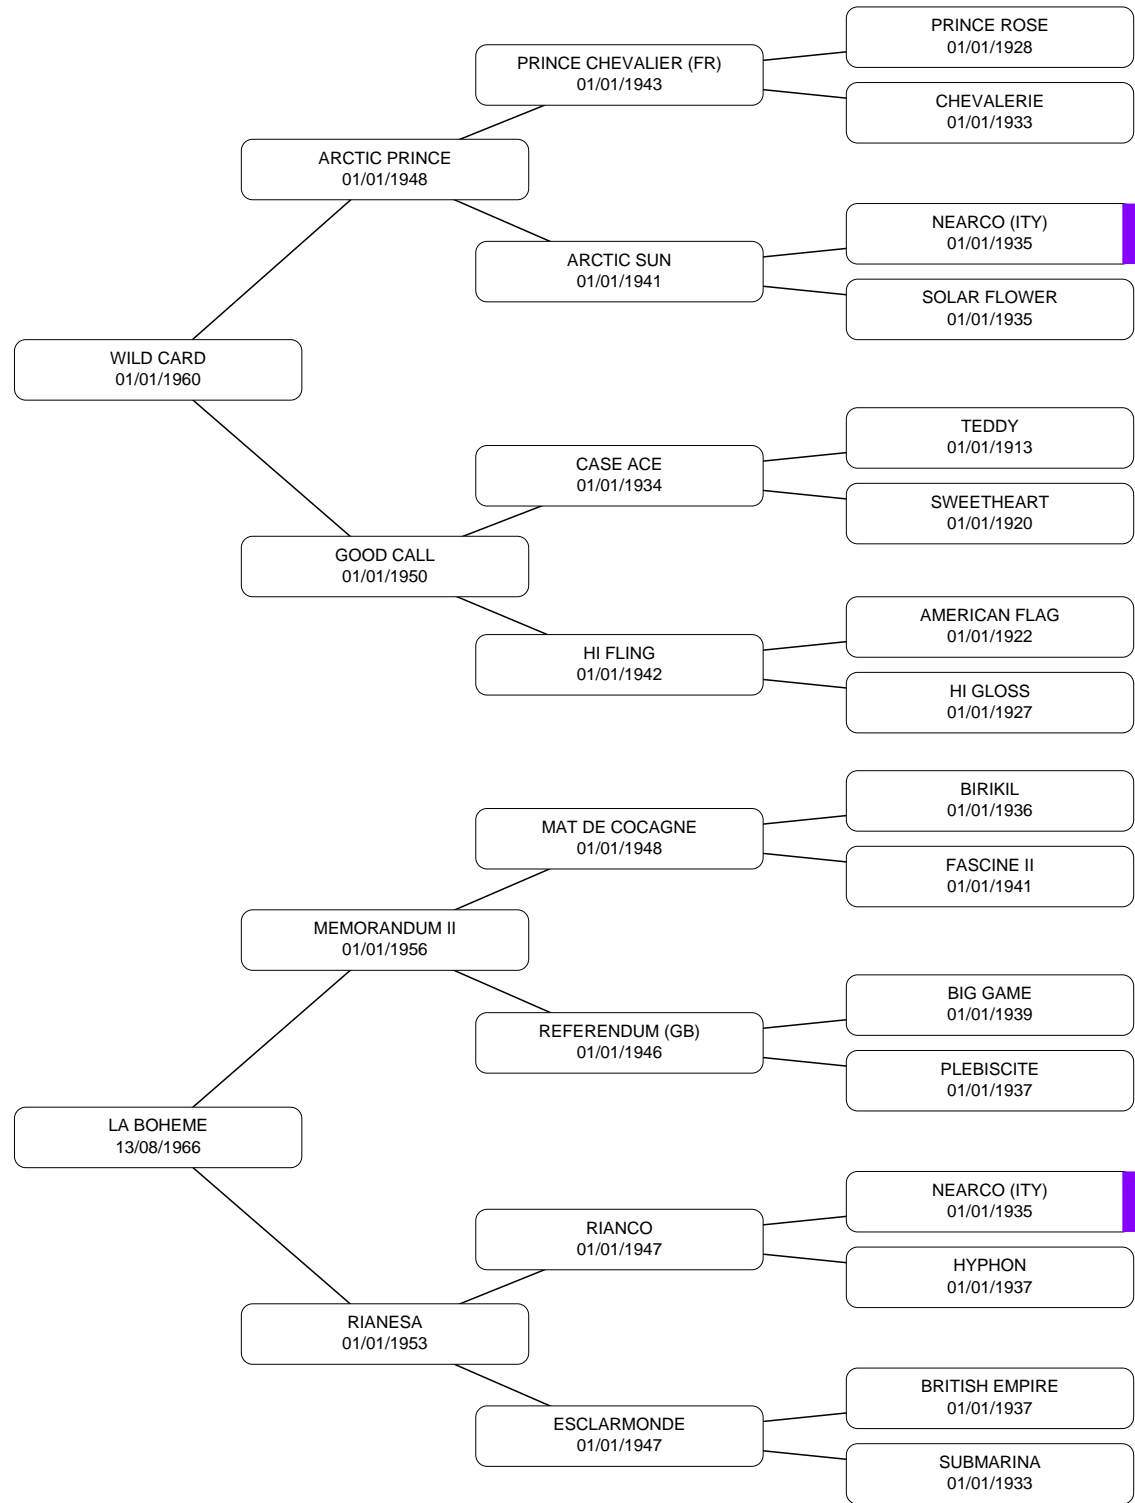 PRINCE ROSE
01/01/1928
PRINCE CHEVALIER (FR)
01/01/1943
CHEVALERIE
01/01/1933
ARCTIC PRINCE
01/01/1948
NEARCO (ITY)
01/01/1935
ARCTIC SUN
01/01/1941
SOLAR FLOWER
01/01/1935
WILD CARD
01/01/1960
TEDDY
01/01/1913
CASE ACE
01/01/1934
SWEETHEART
01/01/1920
GOOD CALL
01/01/1950
AMERICAN FLAG
01/01/1922
HI FLING
01/01/1942
HI GLOSS
01/01/1927
BIRIKIL
01/01/1936
MAT DE COCAGNE
01/01/1948
FASCINE II
01/01/1941
MEMORANDUM II
01/01/1956
BIG GAME
01/01/1939
REFERENDUM (GB)
01/01/1946
PLEBISCITE
01/01/1937
LA BOHEME
13/08/1966
NEARCO (ITY)
01/01/1935
RIANCO
01/01/1947
HYPHON
01/01/1937
RIANESA
01/01/1953
BRITISH EMPIRE
01/01/1937
ESCLARMONDE
01/01/1947
SUBMARINA
01/01/1933